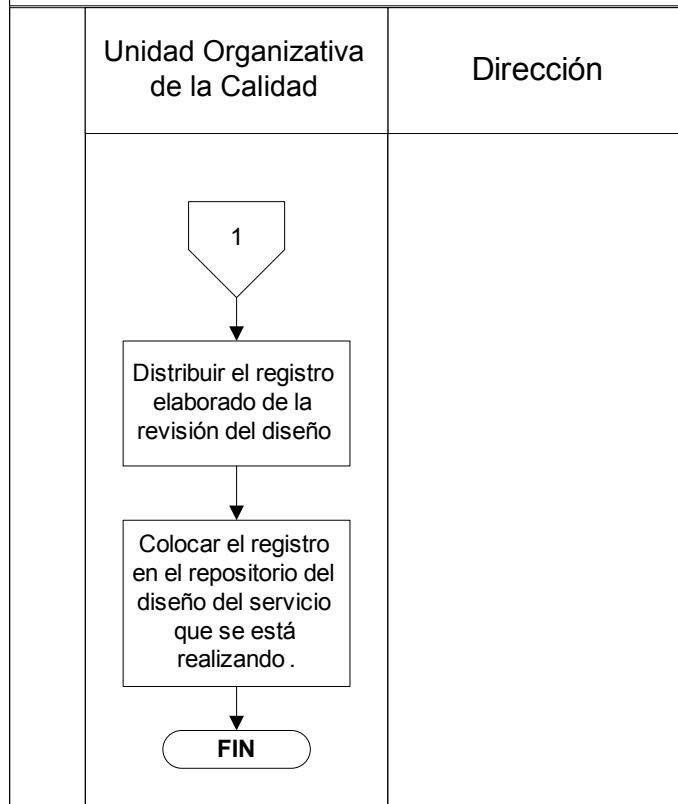 Unidad Organizativa
de la Calidad
Dirección
1
Distribuir el registro
elaborado de la
revisión del diseño
Colocar el registro
en el repositorio del
diseño del servicio
que se está
realizando .
FIN